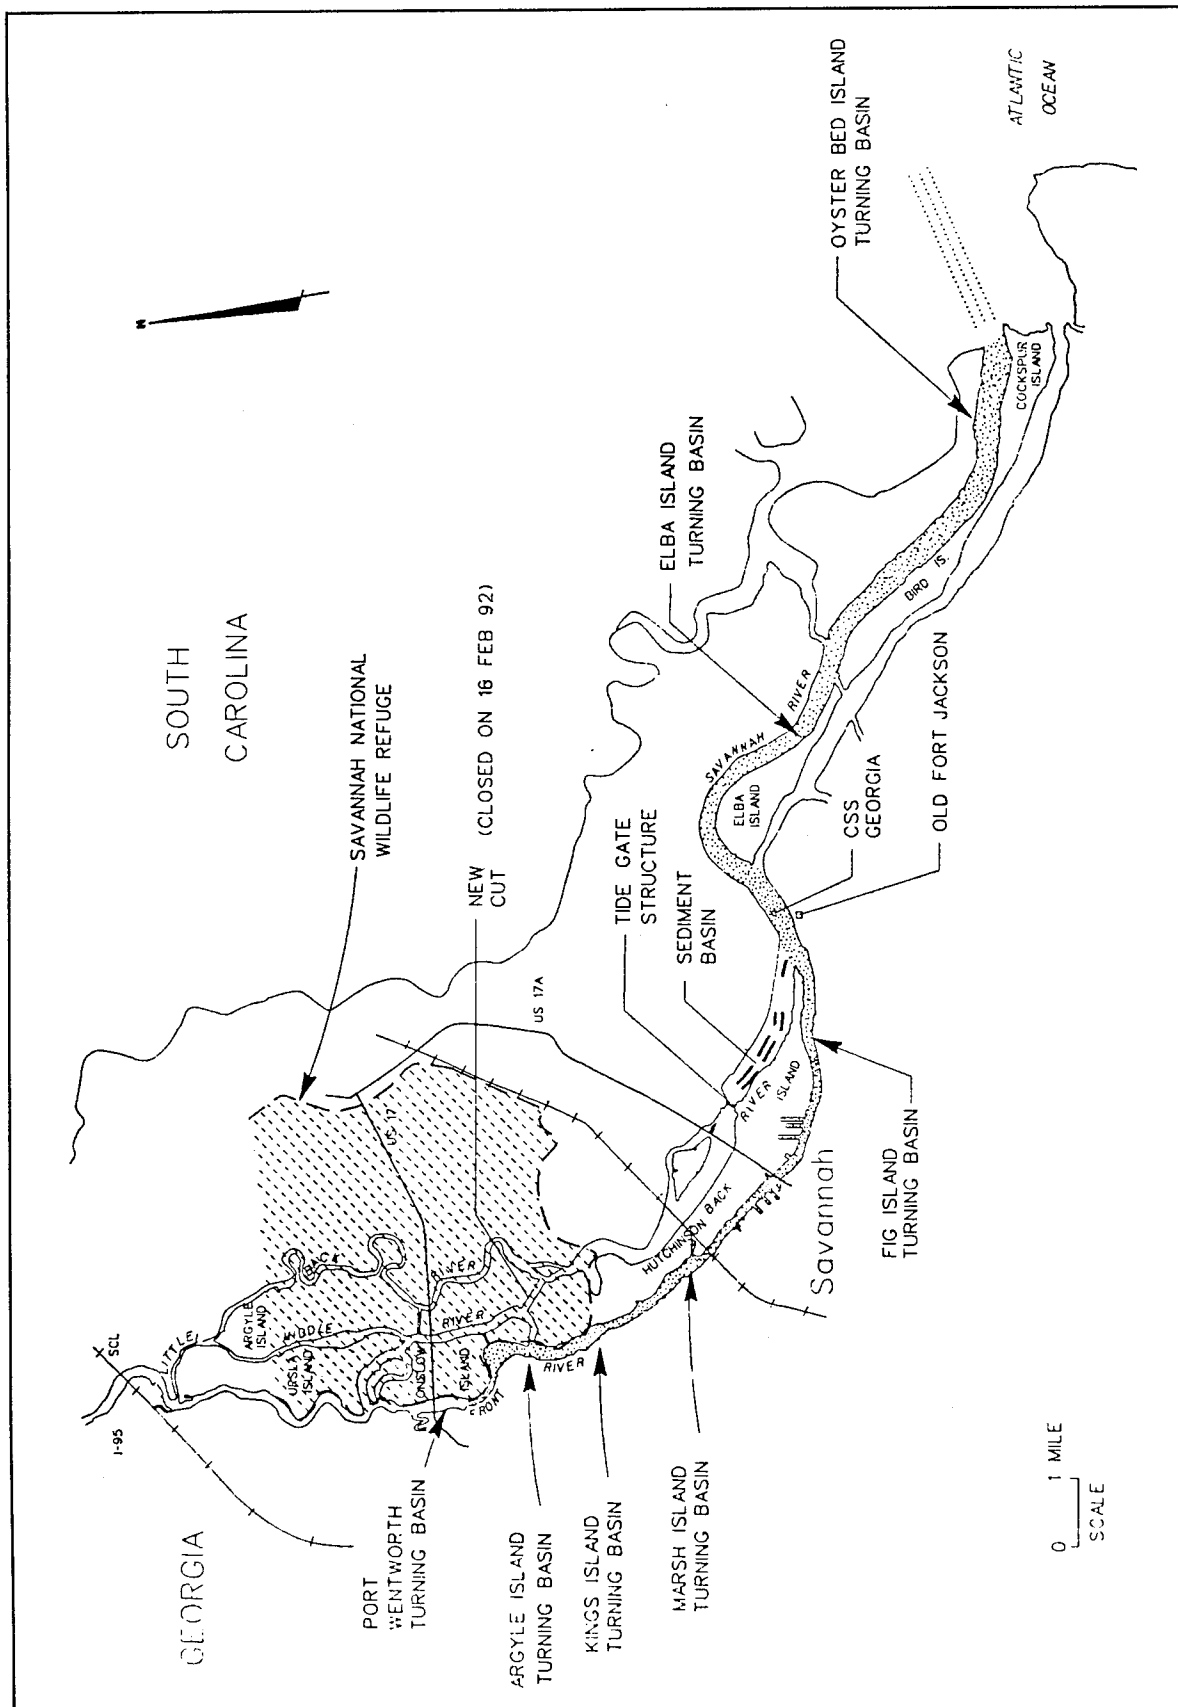 SOUTH
CAROLINA
ATLANTIC
OCEAN
N
SAVANNAH NATIONAL
WILDLIFE REFUGE
NEW
CUT
(CLOSED ON 16 FEB 92)
TIDE GATE
STRUCTURE
SEDIMENT
BASIN
ELBA ISLAND
TURNING BASIN
OYSTER BED ISLAND
TURNING BASIN
GEORGIA
I-95
SCL
LITTLE
ARGYLE
ISLAND
BACK
RIVER
URSLA
ISLAND
MIDDLE
RIVER
ONSLOW
ISLAND
FRONT
RIVER
US 17
US 17A
HUTCHINSON
ISLAND
BACK
RIVER
SAVANNAH
RIVER
ELBA
ISLAND
BIRD IS.
COCKSPUR
ISLAND
CSS
GEORGIA
OLD FORT JACKSON
PORT
WENTWORTH
TURNING BASIN
ARGYLE ISLAND
TURNING BASIN
KINGS ISLAND
TURNING BASIN
MARSH ISLAND
TURNING BASIN
Savannah
FIG ISLAND
TURNING BASIN
0 1 MILE
SCALE